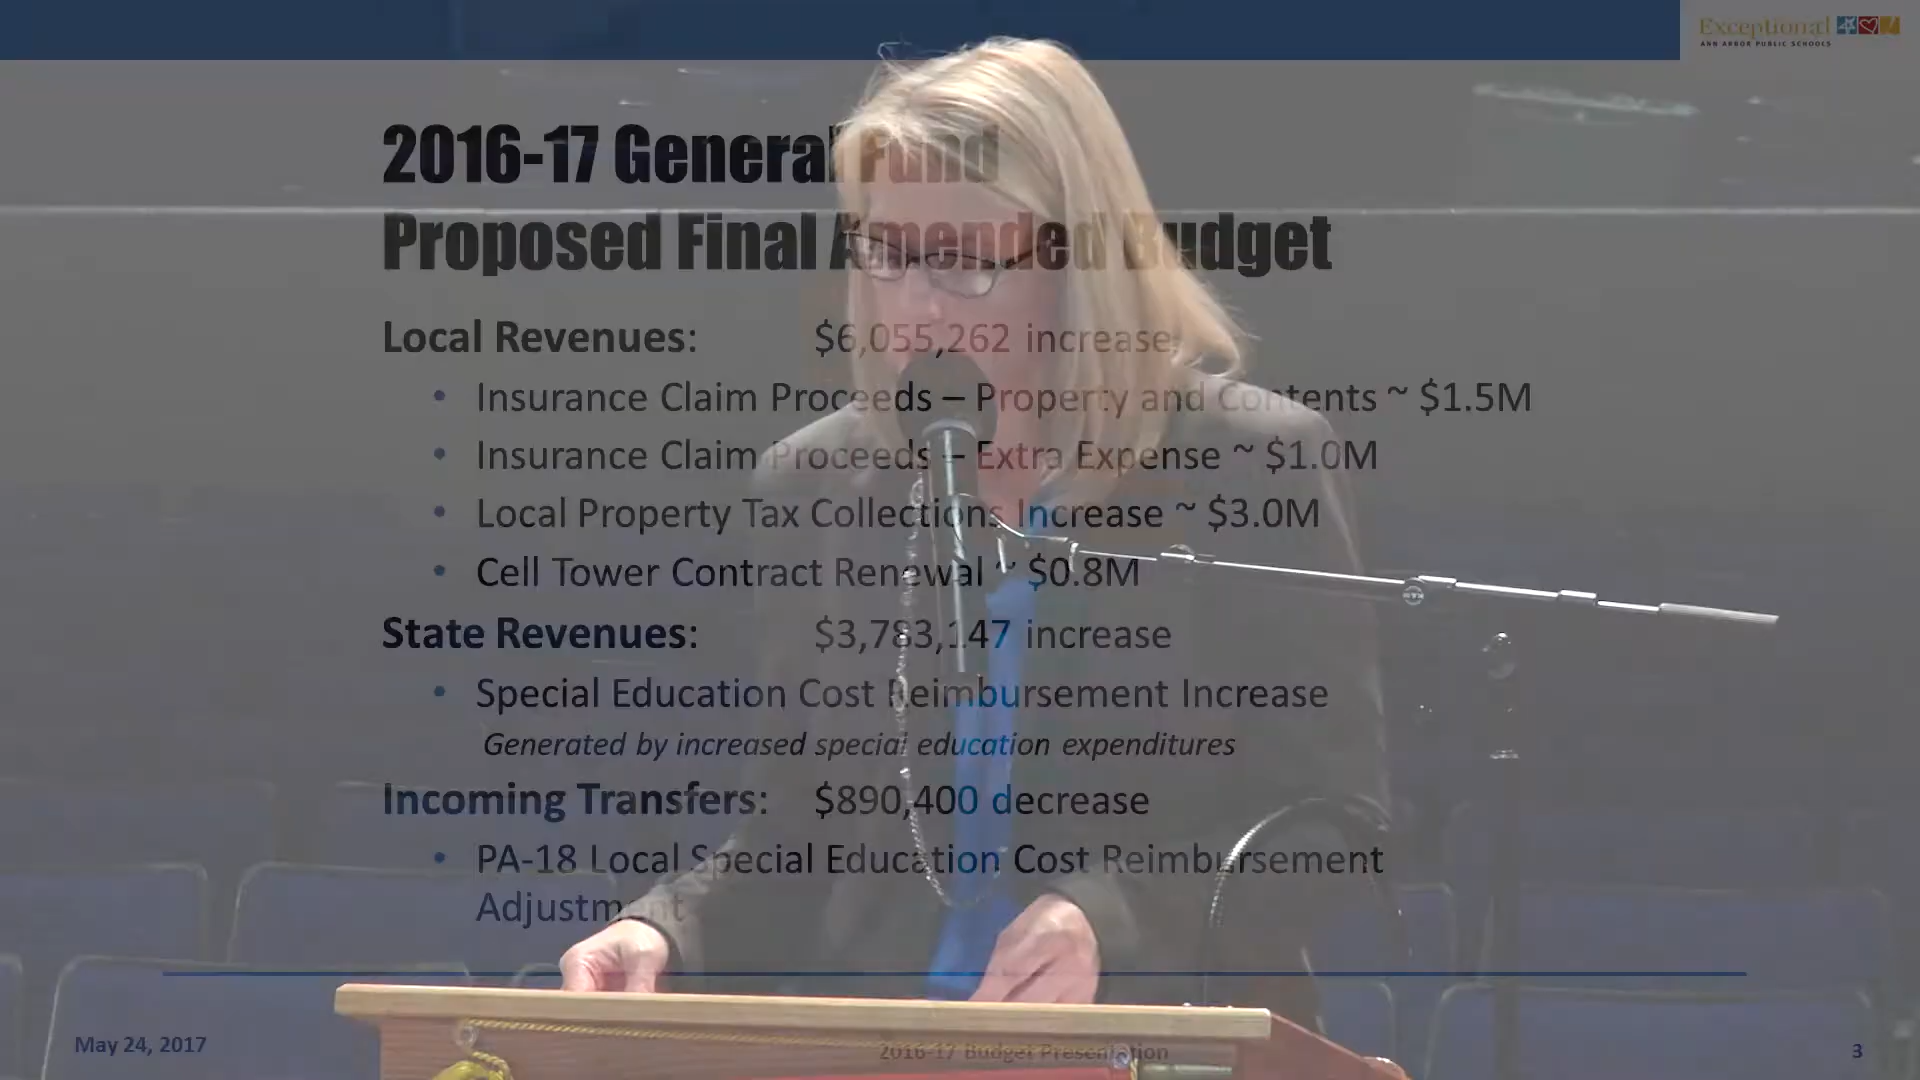 Exceptional
ANN ARBOR PUBLIC SCHOOLS
2016-17 General Fund
Proposed Final Amended Budget
Local Revenues: $6,055,262 increase
• Insurance Claim Proceeds – Property and Contents ~ $1.5M
• Insurance Claim Proceeds – Extra Expense ~ $1.0M
• Local Property Tax Collections Increase ~ $3.0M
• Cell Tower Contract Renewal ~ $0.8M
State Revenues: $3,783,147 increase
• Special Education Cost Reimbursement Increase
Generated by increased special education expenditures
Incoming Transfers: $890,400 decrease
• PA-18 Local Special Education Cost Reimbursement
Adjustment
May 24, 2017
2016-17 Budget Presentation
3